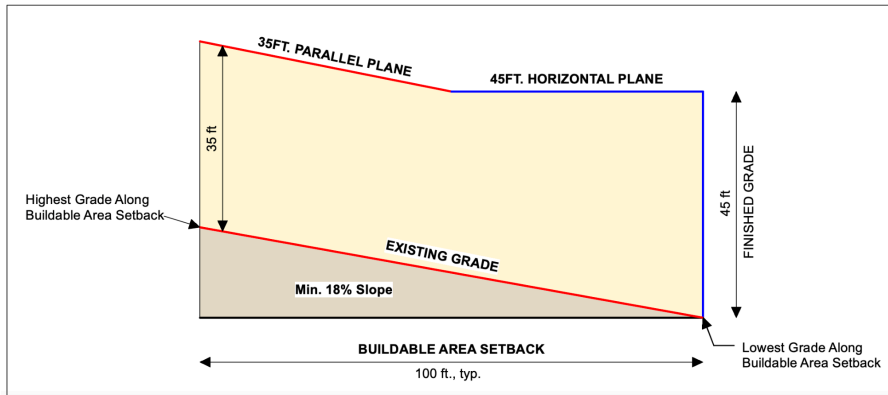 35FT. PARALLEL PLANE
45FT. HORIZONTAL PLANE
35 ft
Highest Grade Along
Buildable Area Setback
EXISTING GRADE
45 ft
FINISHED GRADE
Min. 18% Slope
BUILDABLE AREA SETBACK
100 ft., typ.
Lowest Grade Along
Buildable Area Setback